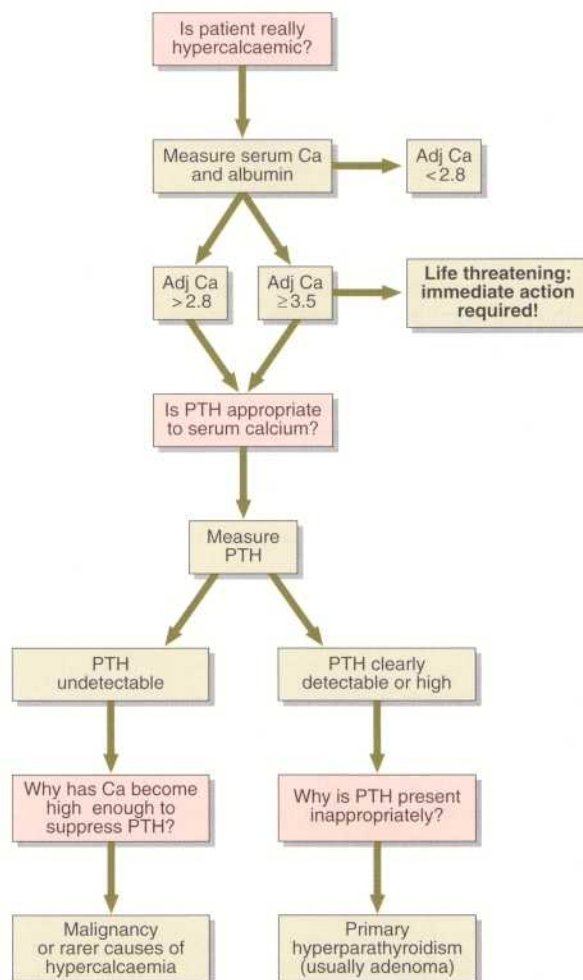 Is patient really
hypercalcaemic?
Measure serum Ca
and albumin
Adj Ca
<2.8
Adj Ca
>2.8
Adj Ca
≥3.5
Life threatening:
immediate action
required!
Is PTH appropriate
to serum calcium?
Measure
PTH
PTH
undetectable
PTH clearly
detectable or high
Why has Ca become
high enough to
suppress PTH?
Why is PTH present
inappropriately?
Malignancy
or rarer causes of
hypercalcaemia
Primary
hyperparathyroidism
(usually adenoma)